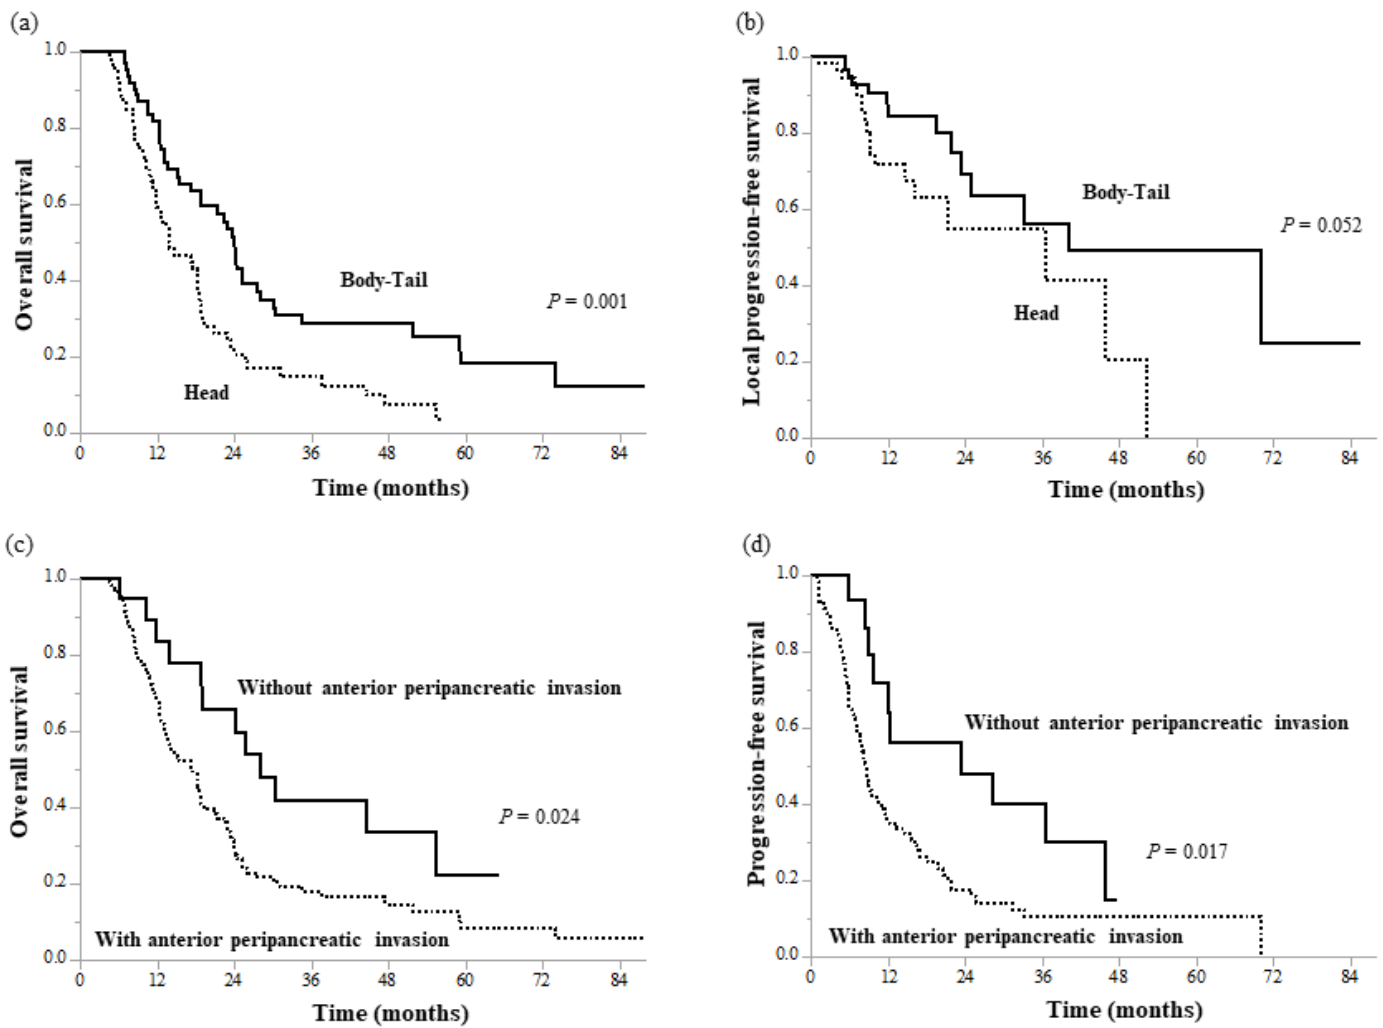 (a)
Overall survival
1.0
0.8
0.6
0.4
0.2
0.0
Body-Tail
P = 0.001
Head
0 12 24 36 48 60 72 84
Time (months)
(b)
Local progression-free survival
1.0
0.8
0.6
0.4
0.2
0.0
Body-Tail
P = 0.052
Head
0 12 24 36 48 60 72 84
Time (months)
(c)
Overall survival
1.0
0.8
0.6
0.4
0.2
0.0
Without anterior peripancreatic invasion
P = 0.024
With anterior peripancreatic invasion
0 12 24 36 48 60 72 84
Time (months)
(d)
Progression-free survival
1.0
0.8
0.6
0.4
0.2
0.0
Without anterior peripancreatic invasion
P = 0.017
With anterior peripancreatic invasion
0 12 24 36 48 60 72 84
Time (months)